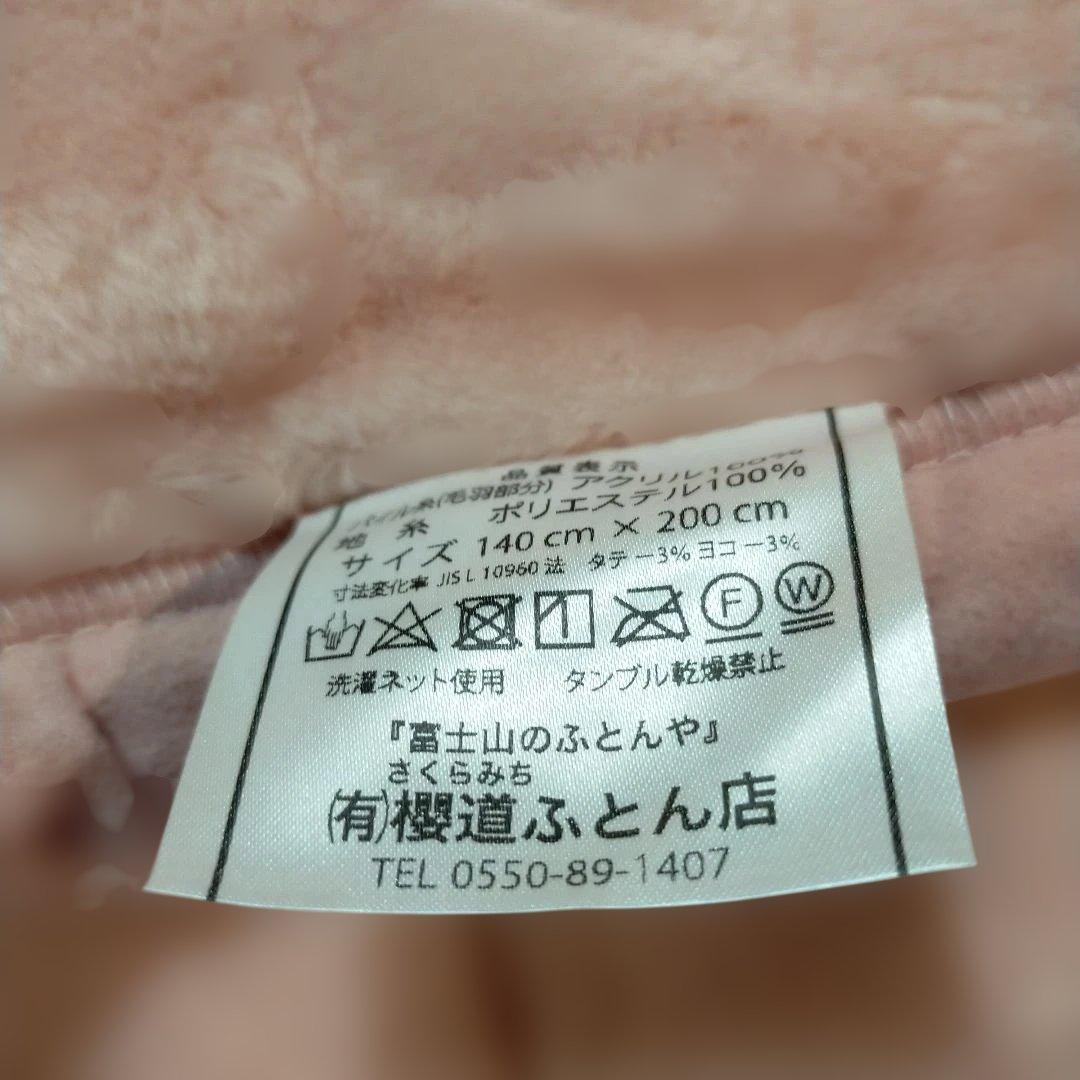 品質表示
パイル糸(毛羽部分) アクリル100%
地 糸 ポリエステル100%
サイズ 140 cm × 200 cm
寸法変化率 JIS L 10960 法 タテー3% ヨコー3%
F W
洗濯ネット使用 タンブル乾燥禁止
『富士山のふとんや』
さくらみち
㈲櫻道ふとん店
TEL 0550-89-1407